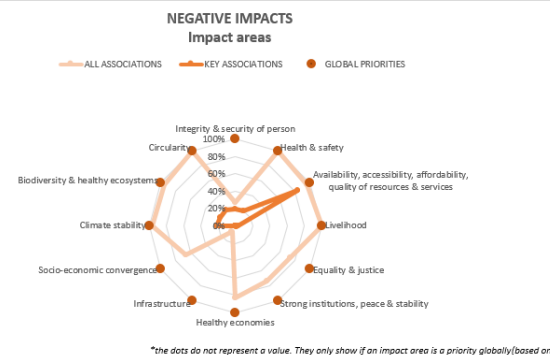 NEGATIVE IMPACTS
Impact areas
ALL ASSOCIATIONS
KEY ASSOCIATIONS
GLOBAL PRIORITIES
Integrity & security of person
100%
80%
60%
40%
20%
0%
Health & safety
Availability, accessibility, affordability,
quality of resources & services
Livelihood
Equality & justice
Strong institutions, peace & stability
Healthy economies
Infrastructure
Socio-economic convergence
Climate stability
Biodiversity & healthy ecosystems
Circularity
*the dots do not represent a value. They only show if an impact area is a priority globally(based on